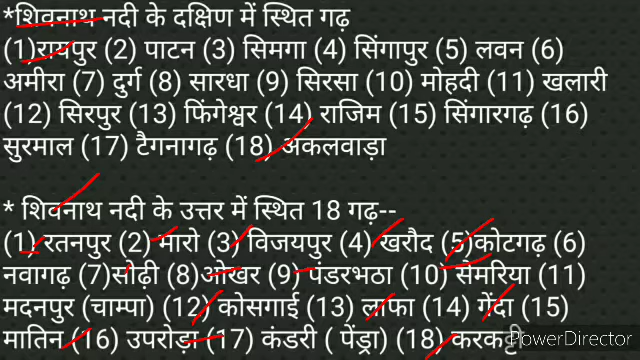 *शिवनाथ नदी के दक्षिण में स्थित गढ़
(1)रायपुर (2) पाटन (3) सिमगा (4) सिंगापुर (5) लवन (6)
अमीरा (7) दुर्ग (8) सारधा (9) सिरसा (10) मोहदी (11) खलारी
(12) सिरपुर (13) फिंगेश्वर (14) राजिम (15) सिंगारगढ़ (16)
सुरमाल (17) टैगनागढ़ (18) अकलवाड़ा
* शिवनाथ नदी के उत्तर में स्थित 18 गढ़--
(1) रतनपुर (2) मारो (3) विजयपुर (4) खरौद (5)कोटगढ़ (6)
नवागढ़ (7)सोढ़ी (8)ओखर (9) पंडरभठा (10) सेमरिया (11)
मदनपुर (चाम्पा) (12) कोसगाई (13) लाफा (14) गेंदा (15)
मातिन (16) उपरोड़ा (17) कंडरी ( पेंड्रा) (18)
PowerDirector